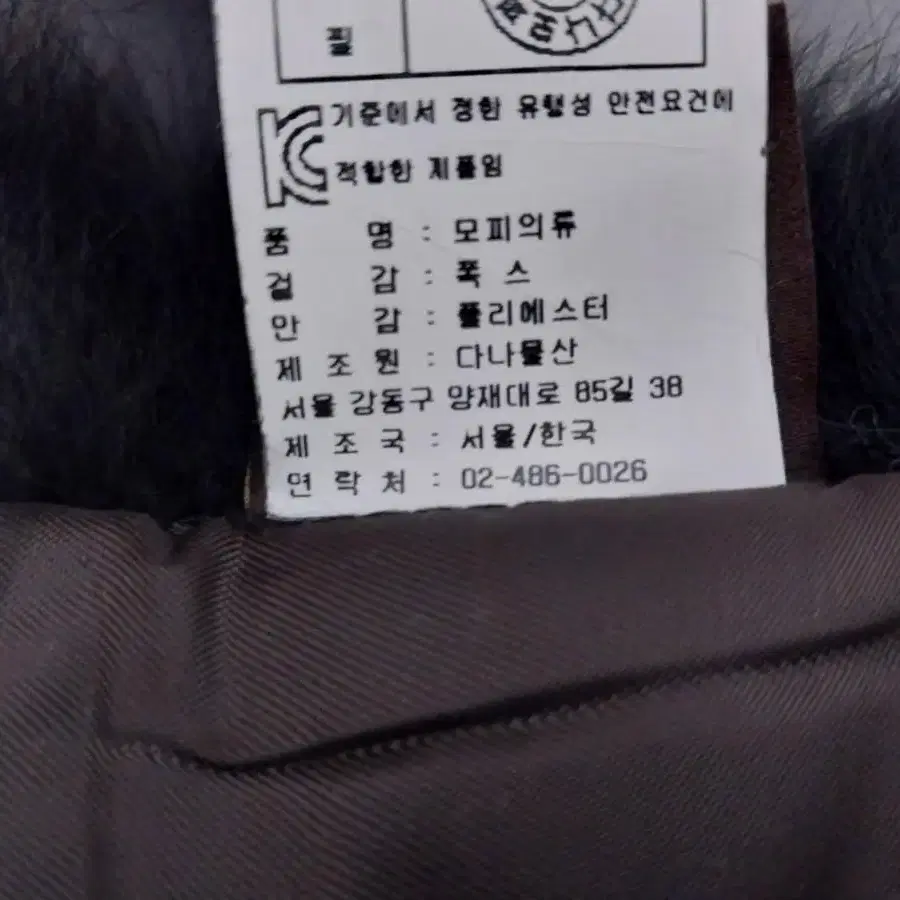 필
KC 기준에서 정한 유행성 안전요건에
적합한 제품임
품 명 : 모피의류
겉 감 : 폭 스
안 감 : 폴리에스터
제 조 원 : 다나물산
서울 강동구 양재대로 85길 38
제 조 국 : 서울/한국
연 락 처 : 02-486-0026